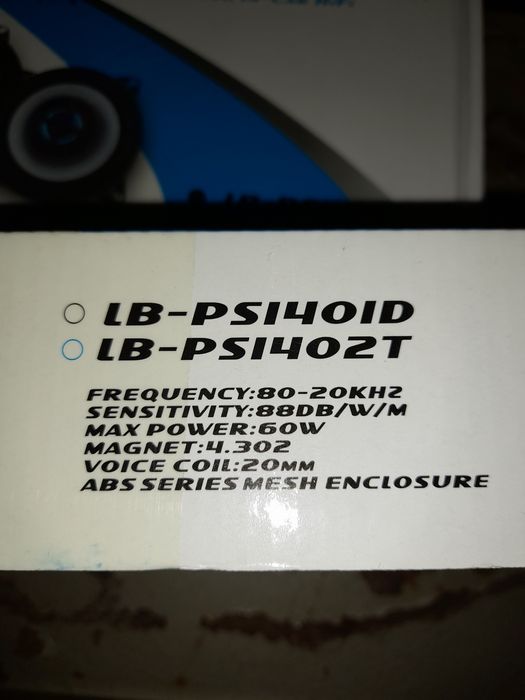 LB-PS1401D
LB-PS1402T
FREQUENCY:80-20KH2
SENSITIVITY:88DB/W/M
MAX POWER:60W
MAGNET:4.302
VOICE COIL:20MM
ABS SERIES MESH ENCLOSURE